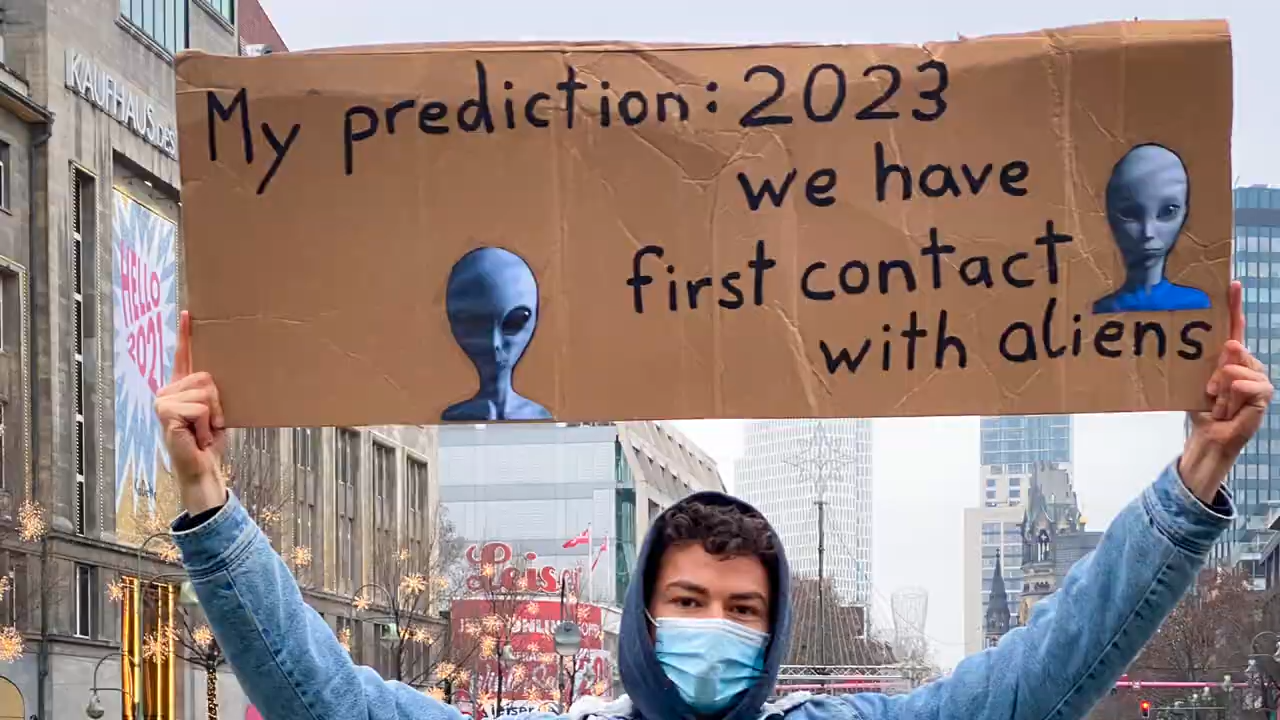 My prediction: 2023
we have
first contact
with aliens
KAUFHAUS DES
HELLO
2021
Leiser